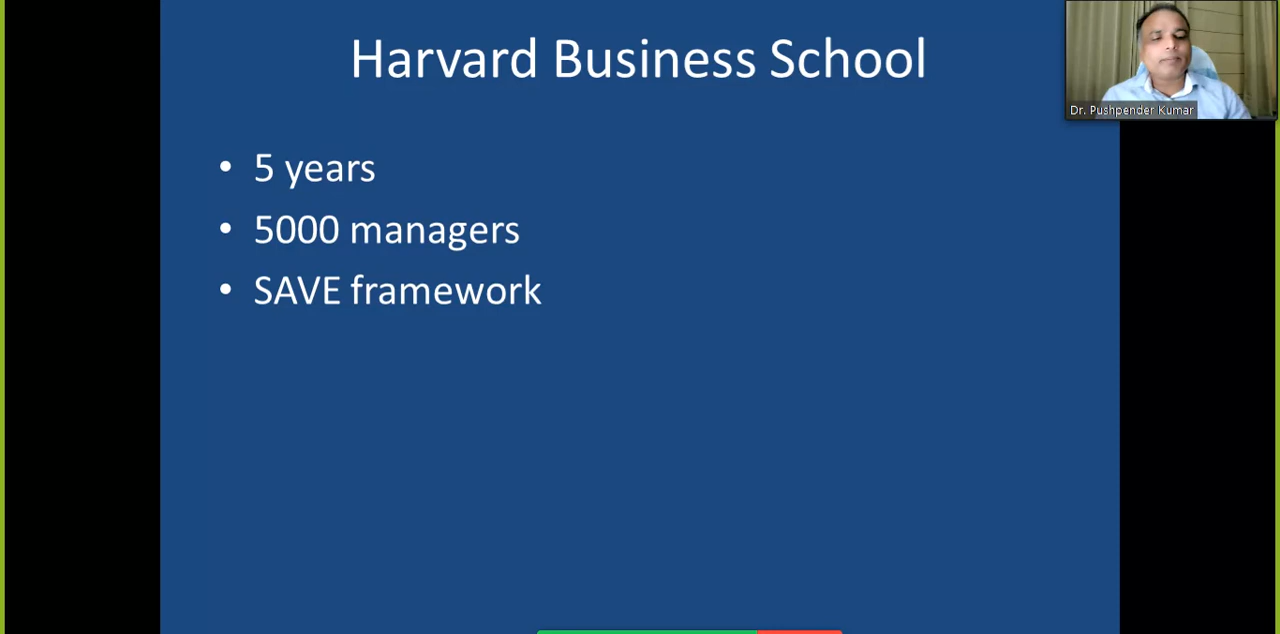 Harvard Business School
Dr. Pushpender Kumar
• 5 years
• 5000 managers
• SAVE framework